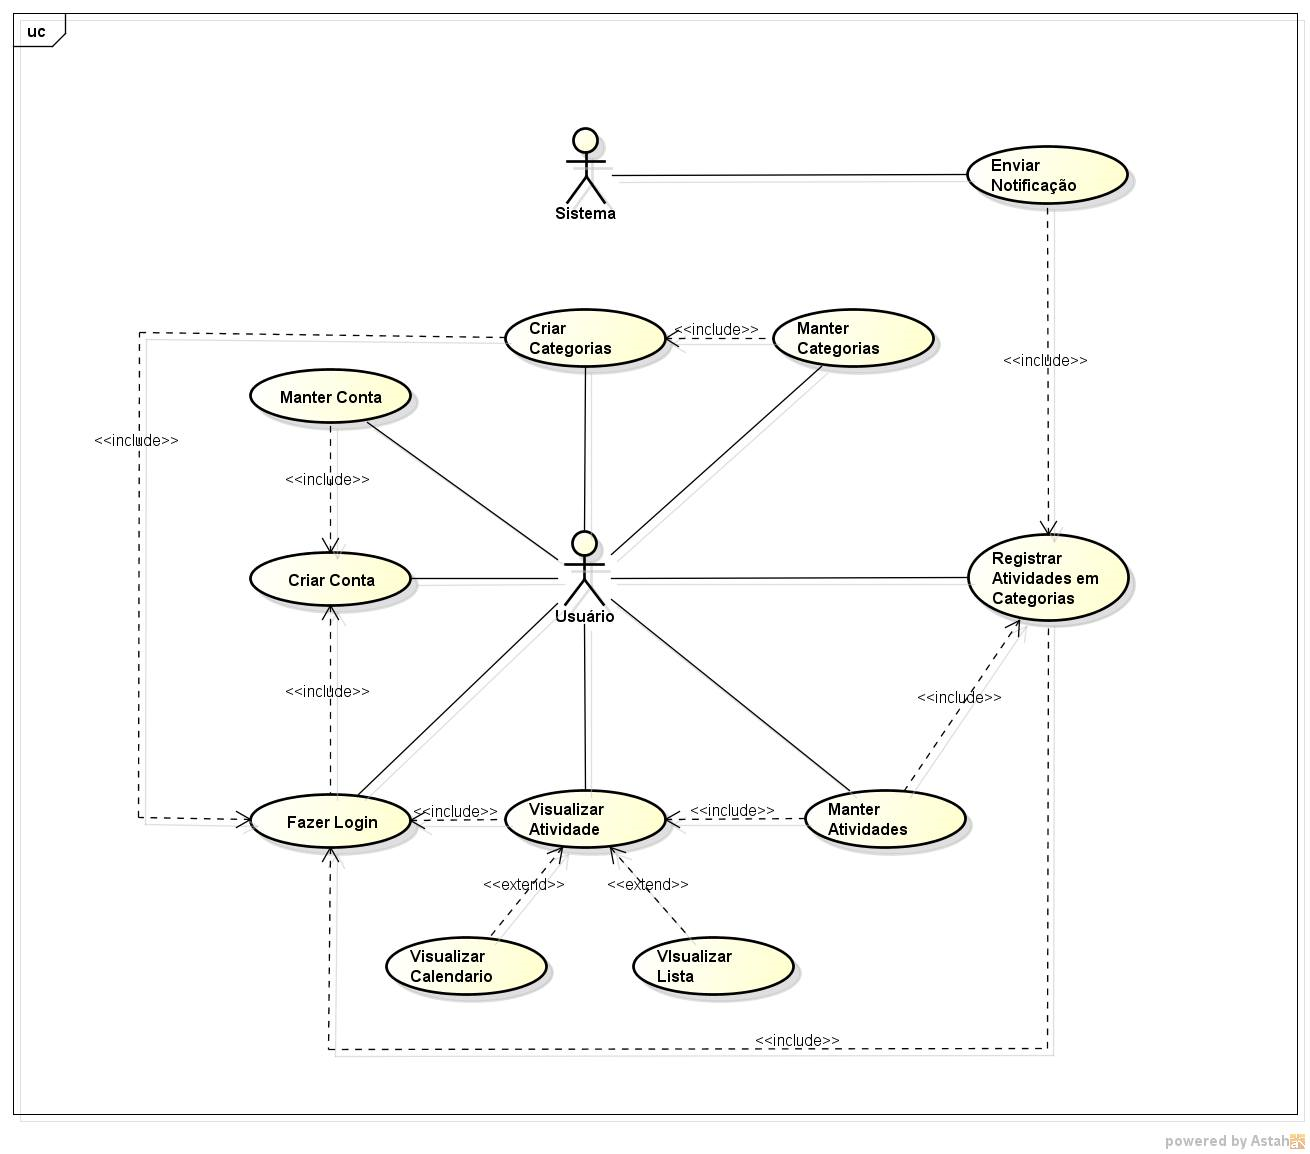 uc
Enviar
Notificação
Sistema
Criar
Categorias
<<include>>
Manter
Categorias
<<include>>
Manter Conta
<<include>>
<<include>>
Criar Conta
Usuário
Registrar
Atividades em
Categorias
<<include>>
<<include>>
Fazer Login
<<include>>
Visualizar
Atividade
<<include>>
Manter
Atividades
<<extend>>
<<extend>>
Visualizar
Calendario
VIsualizar
Lista
<<include>>
powered by Astah